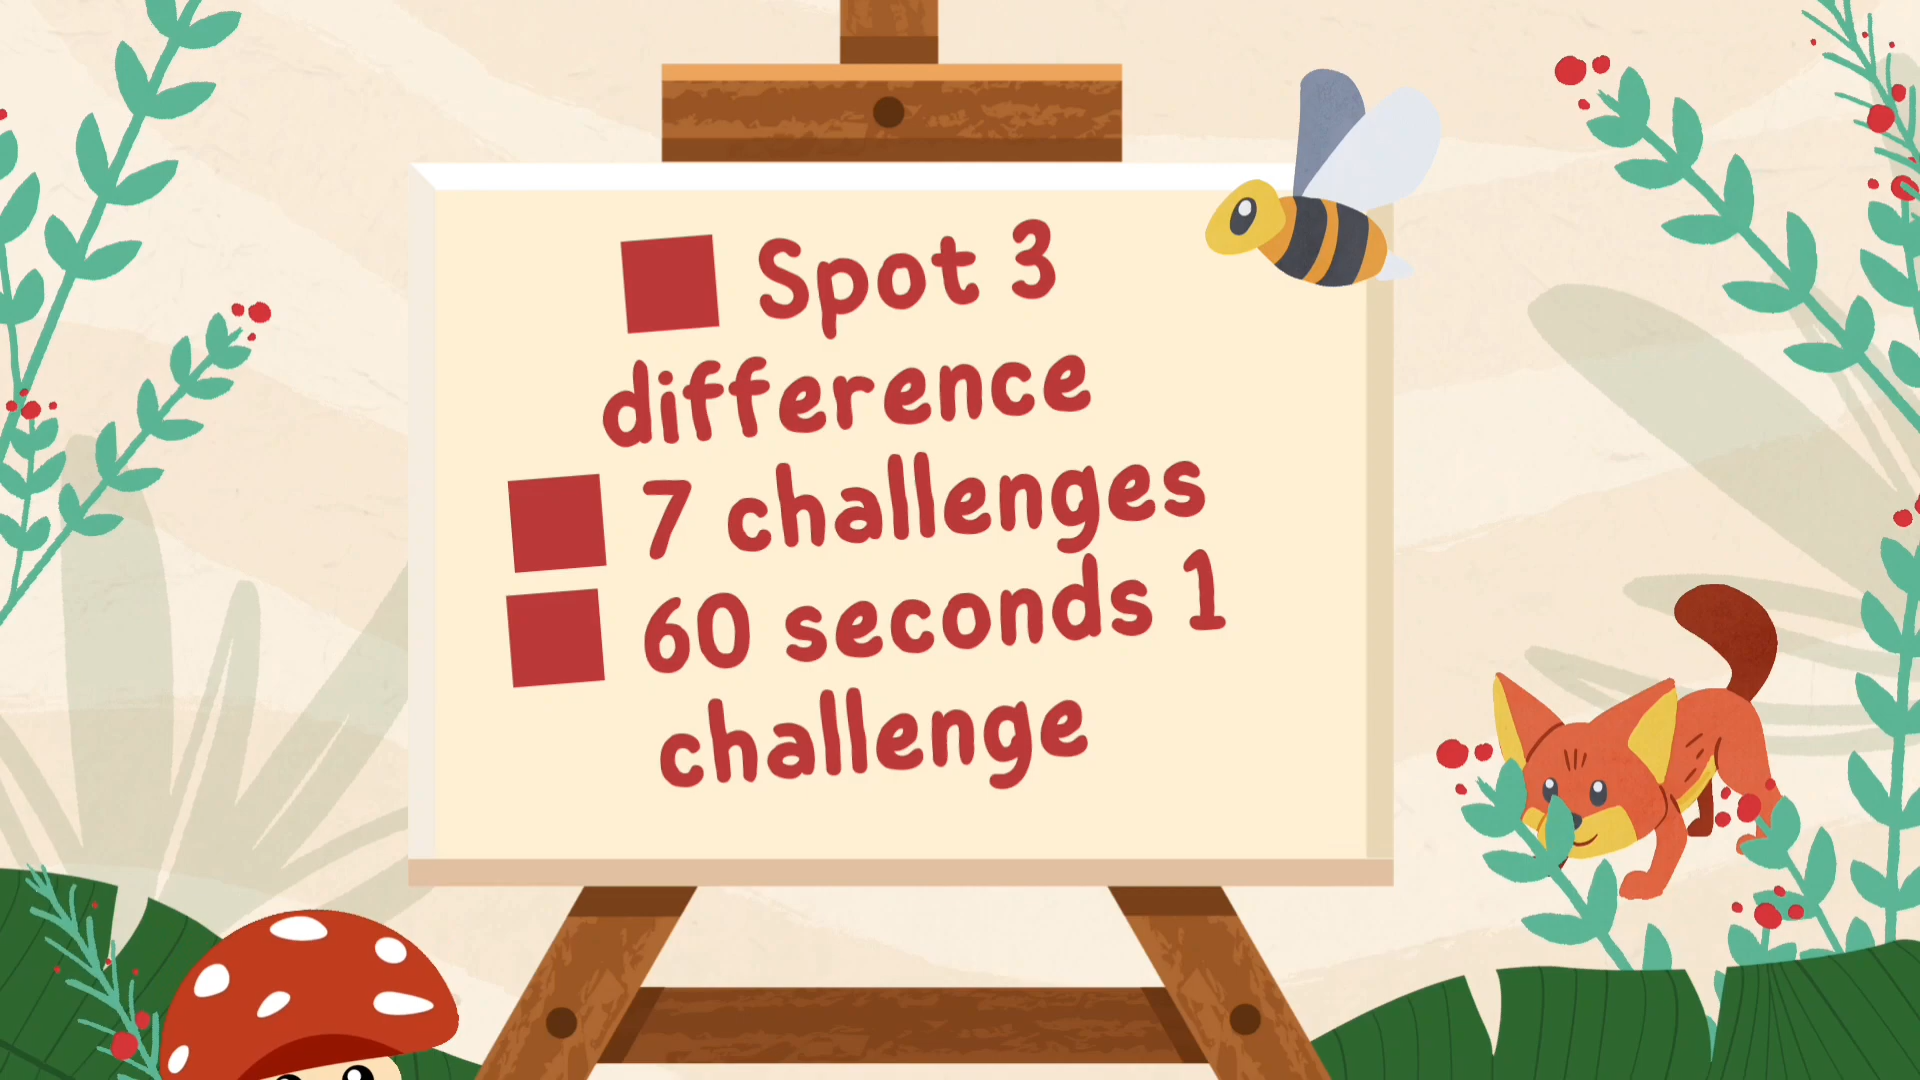 Spot 3
difference
7 challenges
60 seconds 1
challenge